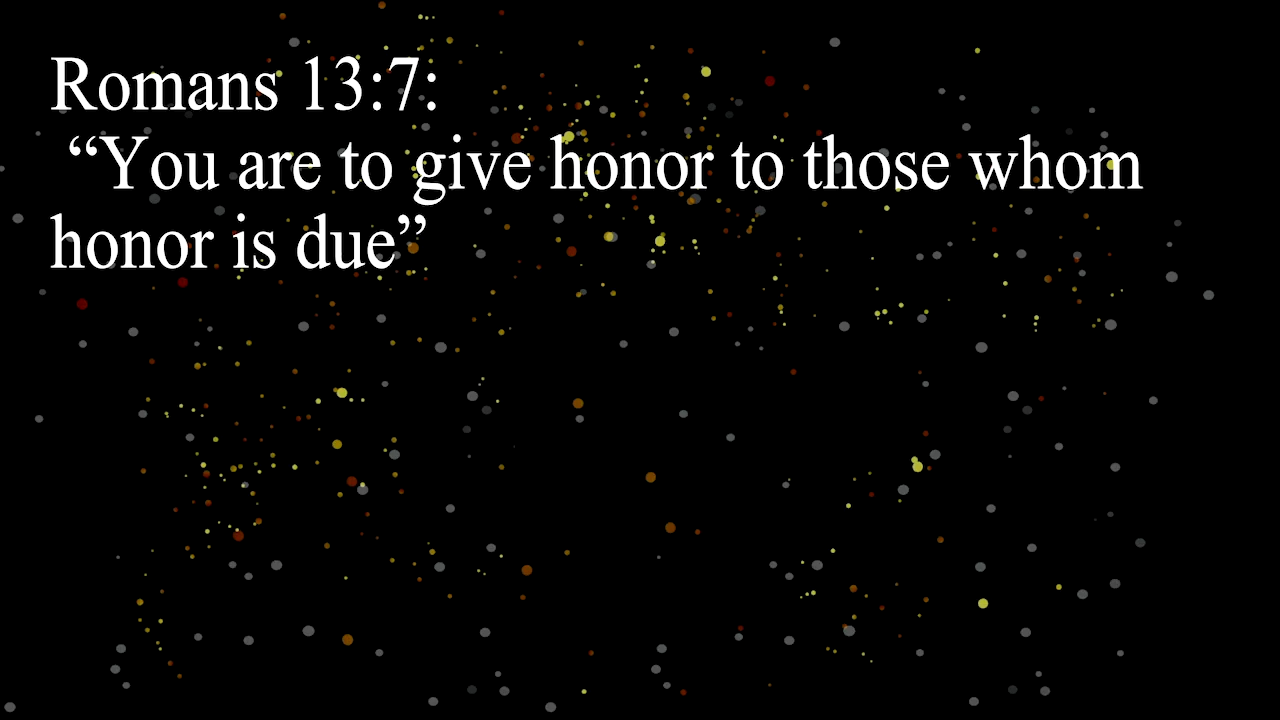 Romans 13:7:
“You are to give honor to those whom
honor is due”